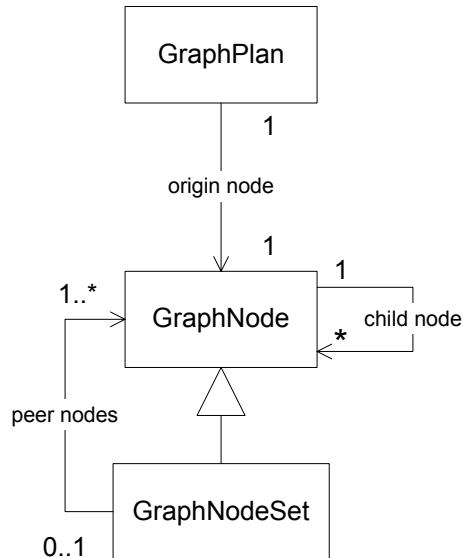 GraphPlan
1
origin node
1
1
1..*
GraphNode
child node
*
peer nodes
GraphNodeSet
0..1